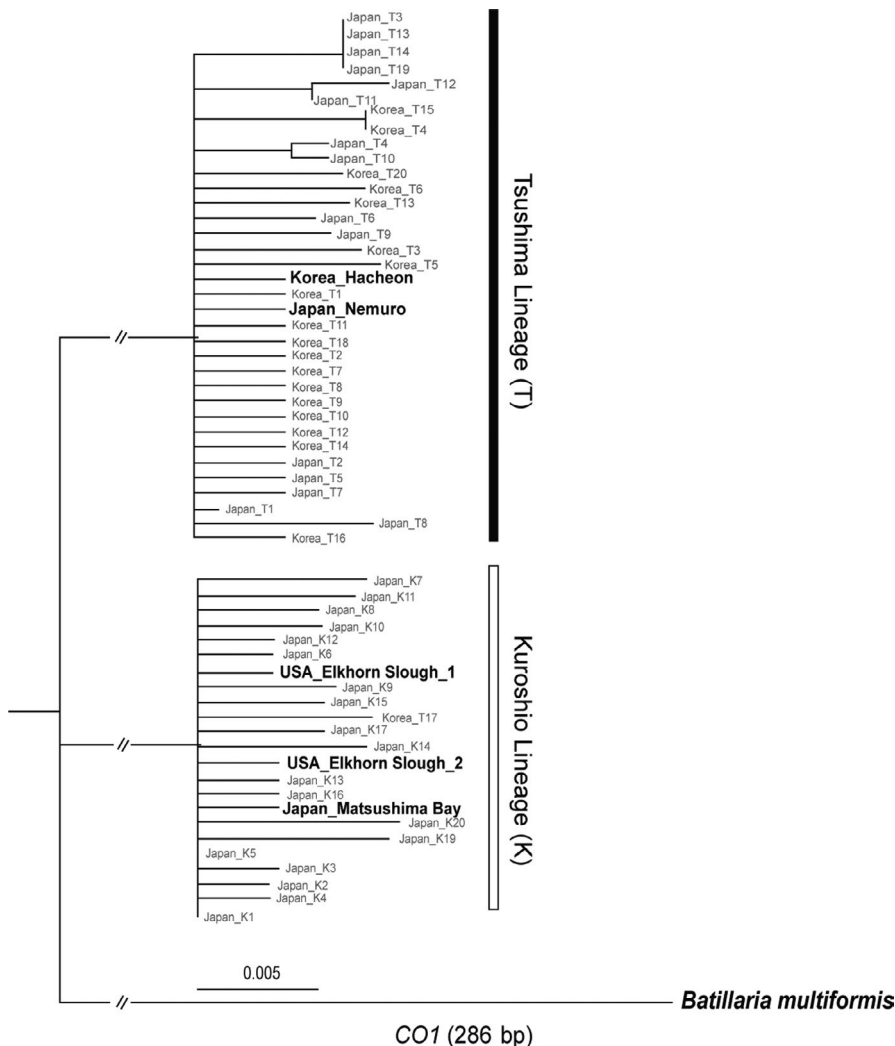 Japan_T3
Japan_T13
Japan_T14
Japan_T19
Japan_T12
Japan_T11
Korea_T15
Korea_T4
Japan_T4
Japan_T10
Korea_T20
Korea_T6
Korea_T13
Japan_T6
Japan_T9
Korea_T3
Korea_T5
Korea_Hacheon
Korea_T1
Japan_Nemuro
Korea_T11
Korea_T18
Korea_T2
Korea_T7
Korea_T8
Korea_T9
Korea_T10
Korea_T12
Korea_T14
Japan_T2
Japan_T5
Japan_T7
Japan_T1
Japan_T8
Korea_T16
Tsushima Lineage (T)
Japan_K7
Japan_K11
Japan_K8
Japan_K10
Japan_K12
Japan_K6
USA_Elkhorn Slough_1
Japan_K9
Japan_K15
Korea_T17
Japan_K17
Japan_K14
USA_Elkhorn Slough_2
Japan_K13
Japan_K16
Japan_Matsushima Bay
Japan_K20
Japan_K19
Japan_K5
Japan_K3
Japan_K2
Japan_K4
Japan_K1
Kuroshio Lineage (K)
0.005
Batillaria multiformis
CO1 (286 bp)